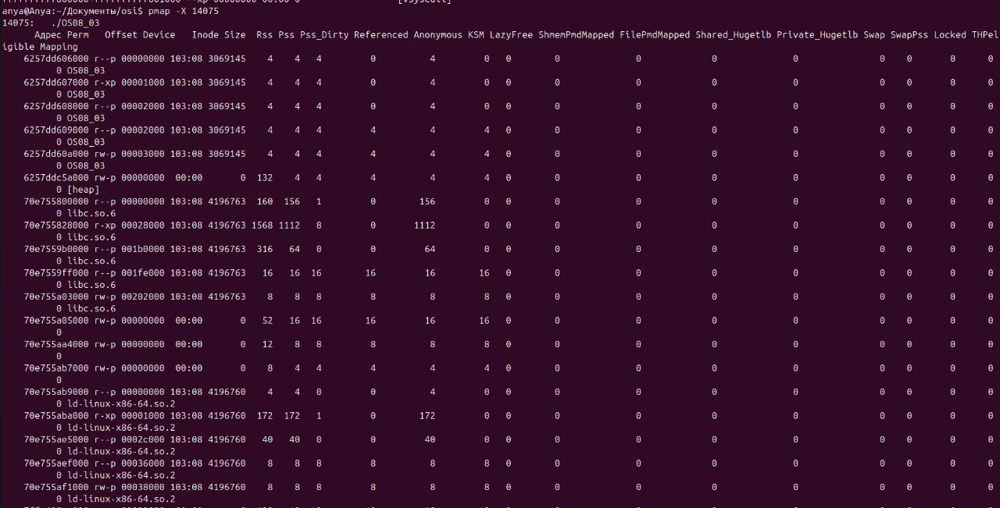 [vsyscall]
anya@Anya:~/Документы/osi$ pmap -X 14075
14075:   ./OS08_03
Адрес Perm   Offset Device   Inode Size  Rss  Pss Pss_Dirty Referenced Anonymous KSM LazyFree ShmemPmdMapped FilePmdMapped Shared_Hugetlb Private_Hugetlb Swap SwapPss Locked THPel
igible Mapping
6257dd606000 r--p 00000000 103:08 3069145 4 4 4 0 4 0 0 0 0 0 0 0 0 0 0
0 OS08_03
6257dd607000 r-xp 00001000 103:08 3069145 4 4 4 0 4 0 0 0 0 0 0 0 0 0 0
0 OS08_03
6257dd608000 r--p 00002000 103:08 3069145 4 4 4 0 4 0 0 0 0 0 0 0 0 0 0
0 OS08_03
6257dd609000 r--p 00002000 103:08 3069145 4 4 4 4 4 4 0 0 0 0 0 0 0 0 0
0 OS08_03
6257dd60a000 rw-p 00003000 103:08 3069145 4 4 4 4 4 4 0 0 0 0 0 0 0 0 0
0 OS08_03
6257ddc5a000 rw-p 00000000 00:00 0 132 4 4 4 4 4 0 0 0 0 0 0 0 0 0
0 [heap]
70e755800000 r--p 00000000 103:08 4196763 160 156 1 0 156 0 0 0 0 0 0 0 0 0 0
0 libc.so.6
70e755828000 r-xp 00028000 103:08 4196763 1568 1112 8 0 1112 0 0 0 0 0 0 0 0 0 0
0 libc.so.6
70e7559b0000 r--p 001b0000 103:08 4196763 316 64 0 0 64 0 0 0 0 0 0 0 0 0 0
0 libc.so.6
70e7559ff000 r--p 001fe000 103:08 4196763 16 16 16 16 16 16 0 0 0 0 0 0 0 0 0
0 libc.so.6
70e755a03000 rw-p 00202000 103:08 4196763 8 8 8 8 8 8 0 0 0 0 0 0 0 0 0
0 libc.so.6
70e755a05000 rw-p 00000000 00:00 0 52 16 16 16 16 16 0 0 0 0 0 0 0 0 0
0
70e755aa4000 rw-p 00000000 00:00 0 12 8 8 8 8 8 0 0 0 0 0 0 0 0 0
0
70e755ab7000 rw-p 00000000 00:00 0 8 4 4 4 4 4 0 0 0 0 0 0 0 0 0
0
70e755ab9000 r--p 00000000 103:08 4196760 4 4 0 0 4 0 0 0 0 0 0 0 0 0 0
0 ld-linux-x86-64.so.2
70e755aba000 r-xp 00001000 103:08 4196760 172 172 1 0 172 0 0 0 0 0 0 0 0 0 0
0 ld-linux-x86-64.so.2
70e755ae5000 r--p 0002c000 103:08 4196760 40 40 0 0 40 0 0 0 0 0 0 0 0 0 0
0 ld-linux-x86-64.so.2
70e755aef000 r--p 00036000 103:08 4196760 8 8 8 8 8 8 0 0 0 0 0 0 0 0 0
0 ld-linux-x86-64.so.2
70e755af1000 rw-p 00038000 103:08 4196760 8 8 8 8 8 8 0 0 0 0 0 0 0 0 0
0 ld-linux-x86-64.so.2